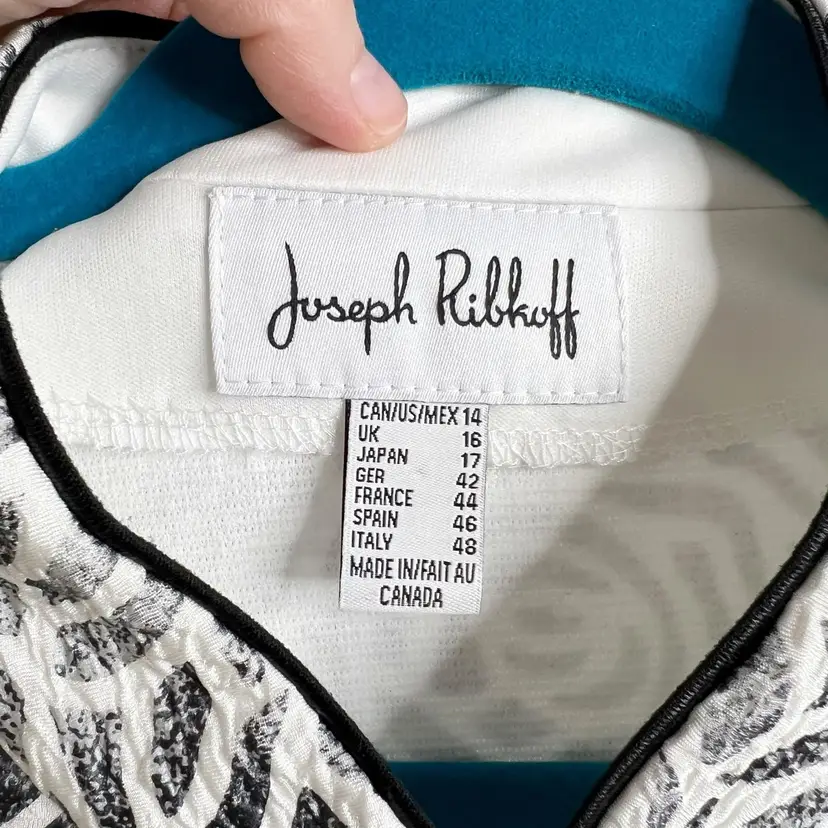 Joseph Ribkoff
CAN/US/MEX 14
UK 16
JAPAN 17
GER 42
FRANCE 44
SPAIN 46
ITALY 48
MADE IN/FAIT AU
CANADA